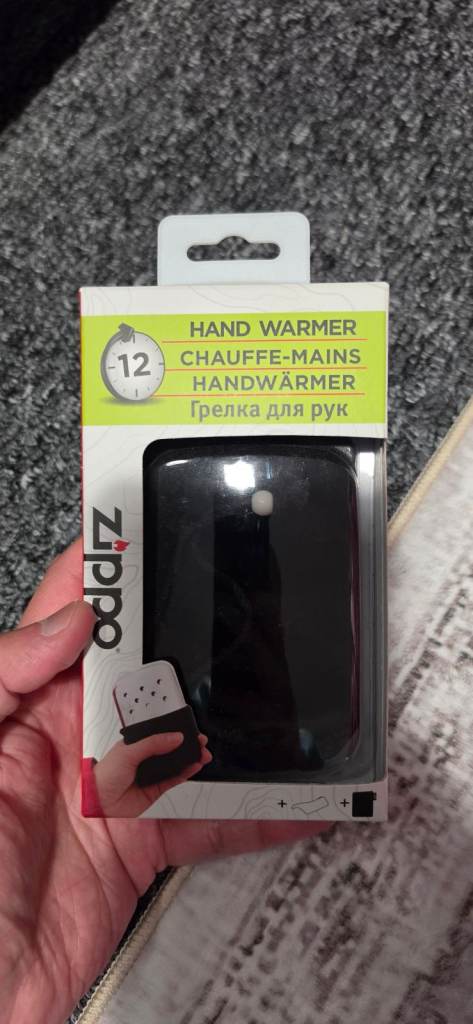 12
HAND WARMER
CHAUFFE-MAINS
HANDWÄRMER
Грелка для рук
zippo®
+ +